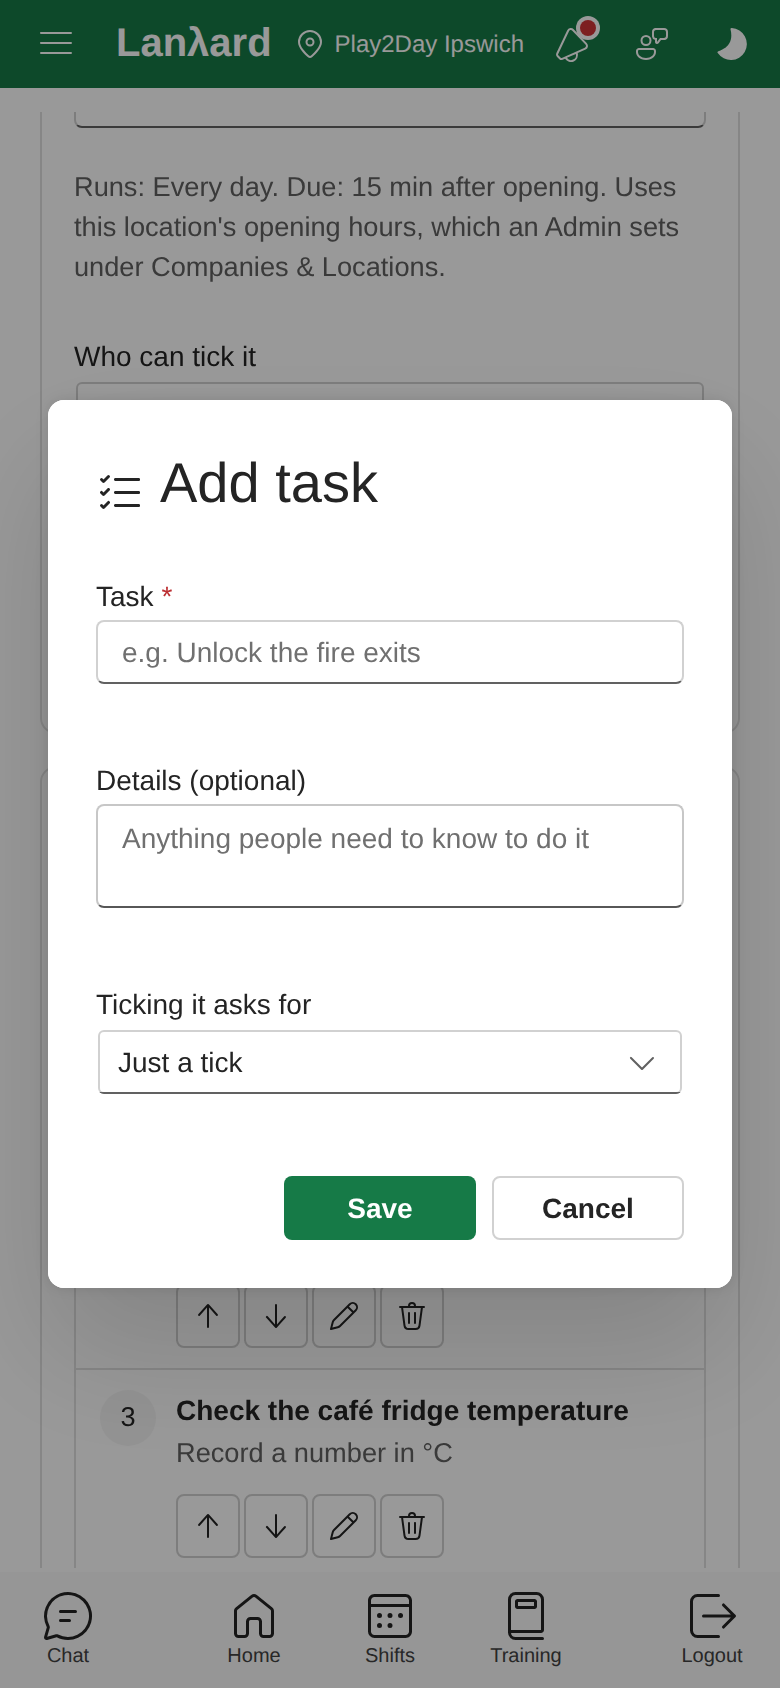 Lanλard
Play2Day Ipswich
Runs: Every day. Due: 15 min after opening. Uses
this location's opening hours, which an Admin sets
under Companies & Locations.
Who can tick it
Add task
Task *
e.g. Unlock the fire exits
Details (optional)
Anything people need to know to do it
Ticking it asks for
Just a tick
Save
Cancel
3
Check the café fridge temperature
Record a number in °C
Chat
Home
Shifts
Training
Logout